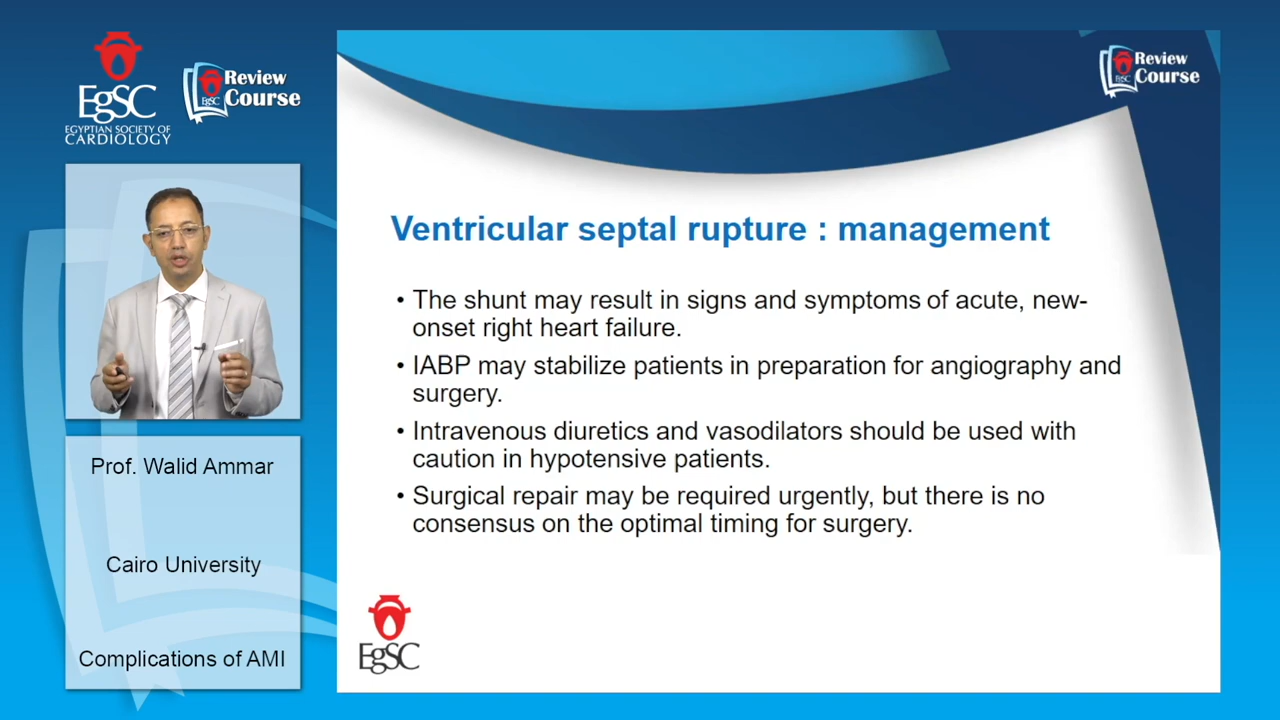 EgSC
EGYPTIAN SOCIETY OF
CARDIOLOGY
Review
Course
EgSC
Review
Course
EgSC
Ventricular septal rupture : management
• The shunt may result in signs and symptoms of acute, new-
onset right heart failure.
• IABP may stabilize patients in preparation for angiography and
surgery.
• Intravenous diuretics and vasodilators should be used with
caution in hypotensive patients.
• Surgical repair may be required urgently, but there is no
consensus on the optimal timing for surgery.
EgSC
Prof. Walid Ammar
Cairo University
Complications of AMI